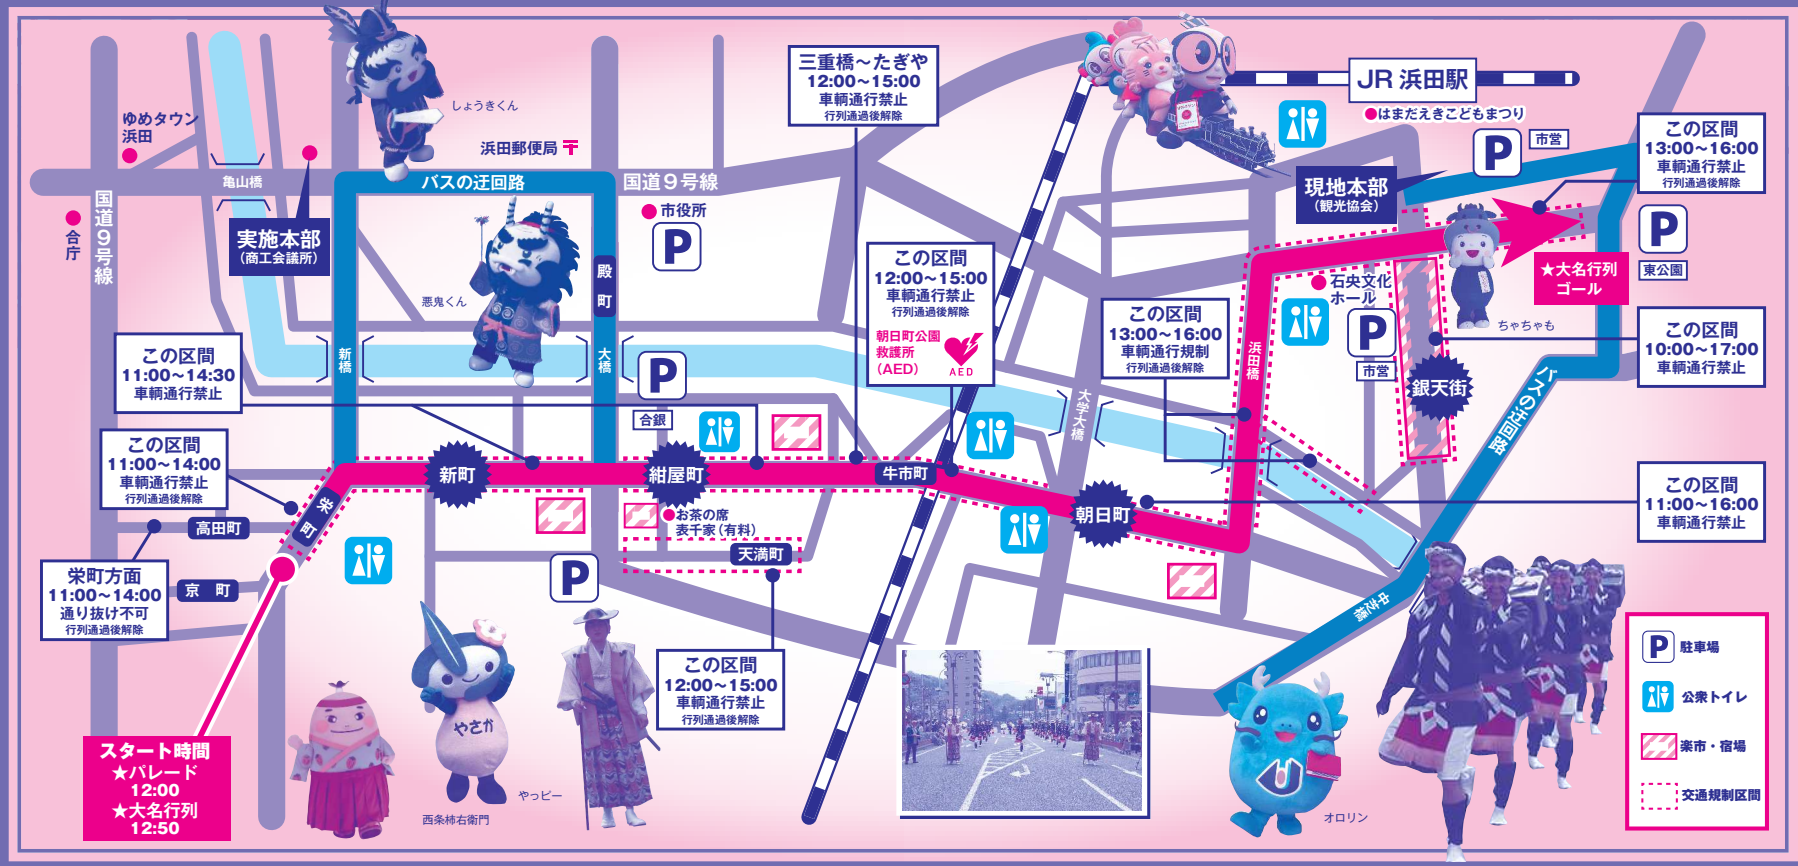 しょうきくん
ゆめタウン
浜田
亀山橋
合庁
国道9号線
実施本部
（商工会議所）
浜田郵便局
バスの迂回路
国道9号線
市役所
P
殿町
悪鬼くん
新橋
大橋
三重橋〜たぎや
12:00〜15:00
車輌通行禁止
行列通過後解除
JR 浜田駅
はまだえきこどもまつり
P
市営
現地本部
（観光協会）
この区間
13:00〜16:00
車輌通行禁止
行列通過後解除
P
東公園
★大名行列
ゴール
ちゃちゃも
この区間
12:00〜15:00
車輌通行禁止
行列通過後解除
朝日町公園
救護所
（AED）
AED
この区間
13:00〜16:00
車輌通行規制
行列通過後解除
石央文化
ホール
P
市営
浜田橋
銀天街
この区間
10:00〜17:00
車輌通行禁止
バスの迂回路
この区間
11:00〜14:30
車輌通行禁止
P
合銀
大学大橋
この区間
11:00〜14:00
車輌通行禁止
行列通過後解除
栄町
新町
紺屋町
牛市町
朝日町
この区間
11:00〜16:00
車輌通行禁止
お茶の席
表千家（有料）
天満町
高田町
京町
栄町方面
11:00〜14:00
通り抜け不可
行列通過後解除
P
中芝橋
この区間
12:00〜15:00
車輌通行禁止
行列通過後解除
スタート時間
★パレード
12:00
★大名行列
12:50
やさか
やっピー
西条柿右衛門
オロリン
P 駐車場
公衆トイレ
楽市・宿場
交通規制区間